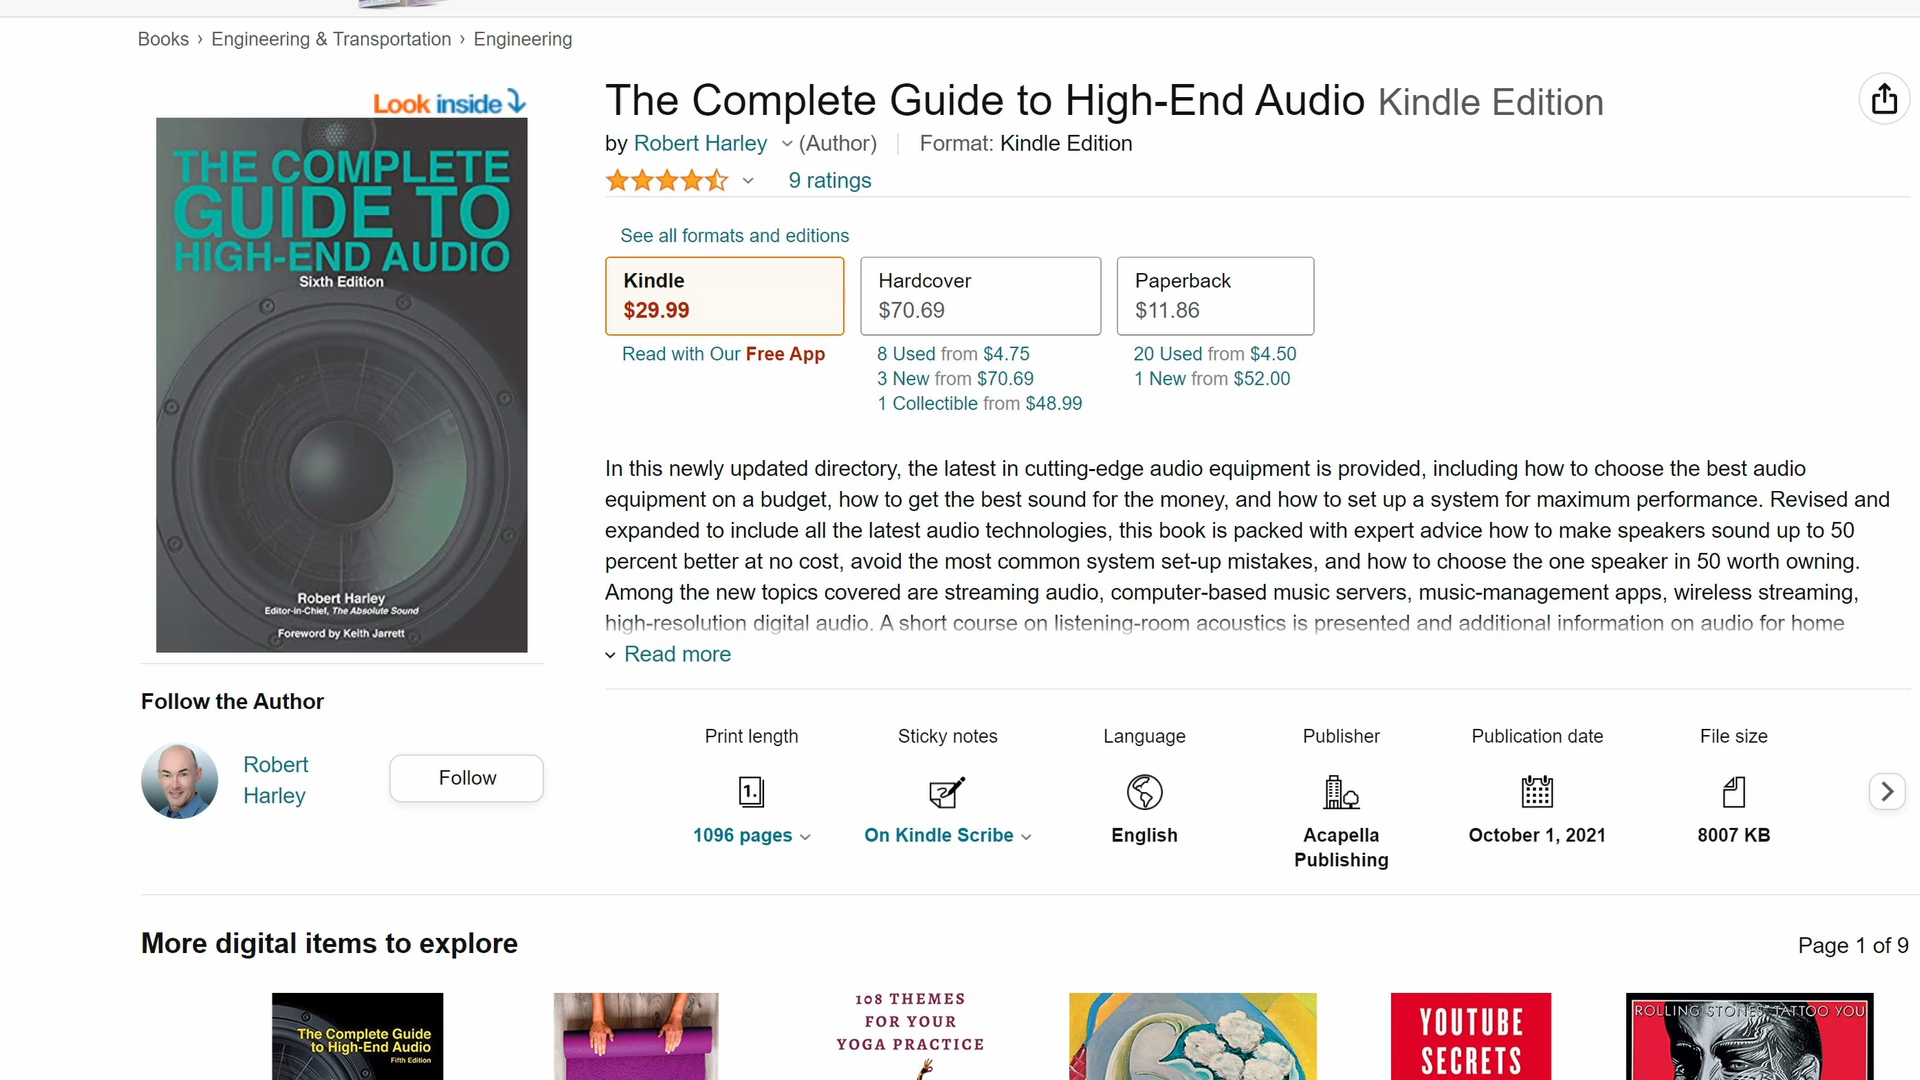 Books › Engineering & Transportation › Engineering
Look inside
THE COMPLETE
GUIDE TO
HIGH-END AUDIO
Sixth Edition
Robert Harley
Editor-in-Chief, The Absolute Sound
Foreword by Keith Jarrett
The Complete Guide to High-End Audio Kindle Edition
by Robert Harley (Author) Format: Kindle Edition
9 ratings
See all formats and editions
Kindle
$29.99
Read with Our Free App
Hardcover
$70.69
8 Used from $4.75
3 New from $70.69
1 Collectible from $48.99
Paperback
$11.86
20 Used from $4.50
1 New from $52.00
In this newly updated directory, the latest in cutting-edge audio equipment is provided, including how to choose the best audio
equipment on a budget, how to get the best sound for the money, and how to set up a system for maximum performance. Revised and
expanded to include all the latest audio technologies, this book is packed with expert advice how to make speakers sound up to 50
percent better at no cost, avoid the most common system set-up mistakes, and how to choose the one speaker in 50 worth owning.
Among the new topics covered are streaming audio, computer-based music servers, music-management apps, wireless streaming,
high-resolution digital audio. A short course on listening-room acoustics is presented and additional information on audio for home
Read more
Follow the Author
Robert
Harley
Follow
Print length
1.
1096 pages
Sticky notes
On Kindle Scribe
Language
English
Publisher
Acapella
Publishing
Publication date
October 1, 2021
File size
8007 KB
More digital items to explore
Page 1 of 9
The Complete Guide
to High-End Audio
Fifth Edition
108 THEMES
FOR YOUR
YOGA PRACTICE
YOUTUBE
SECRETS
ROLLING STONES TATTOO YOU